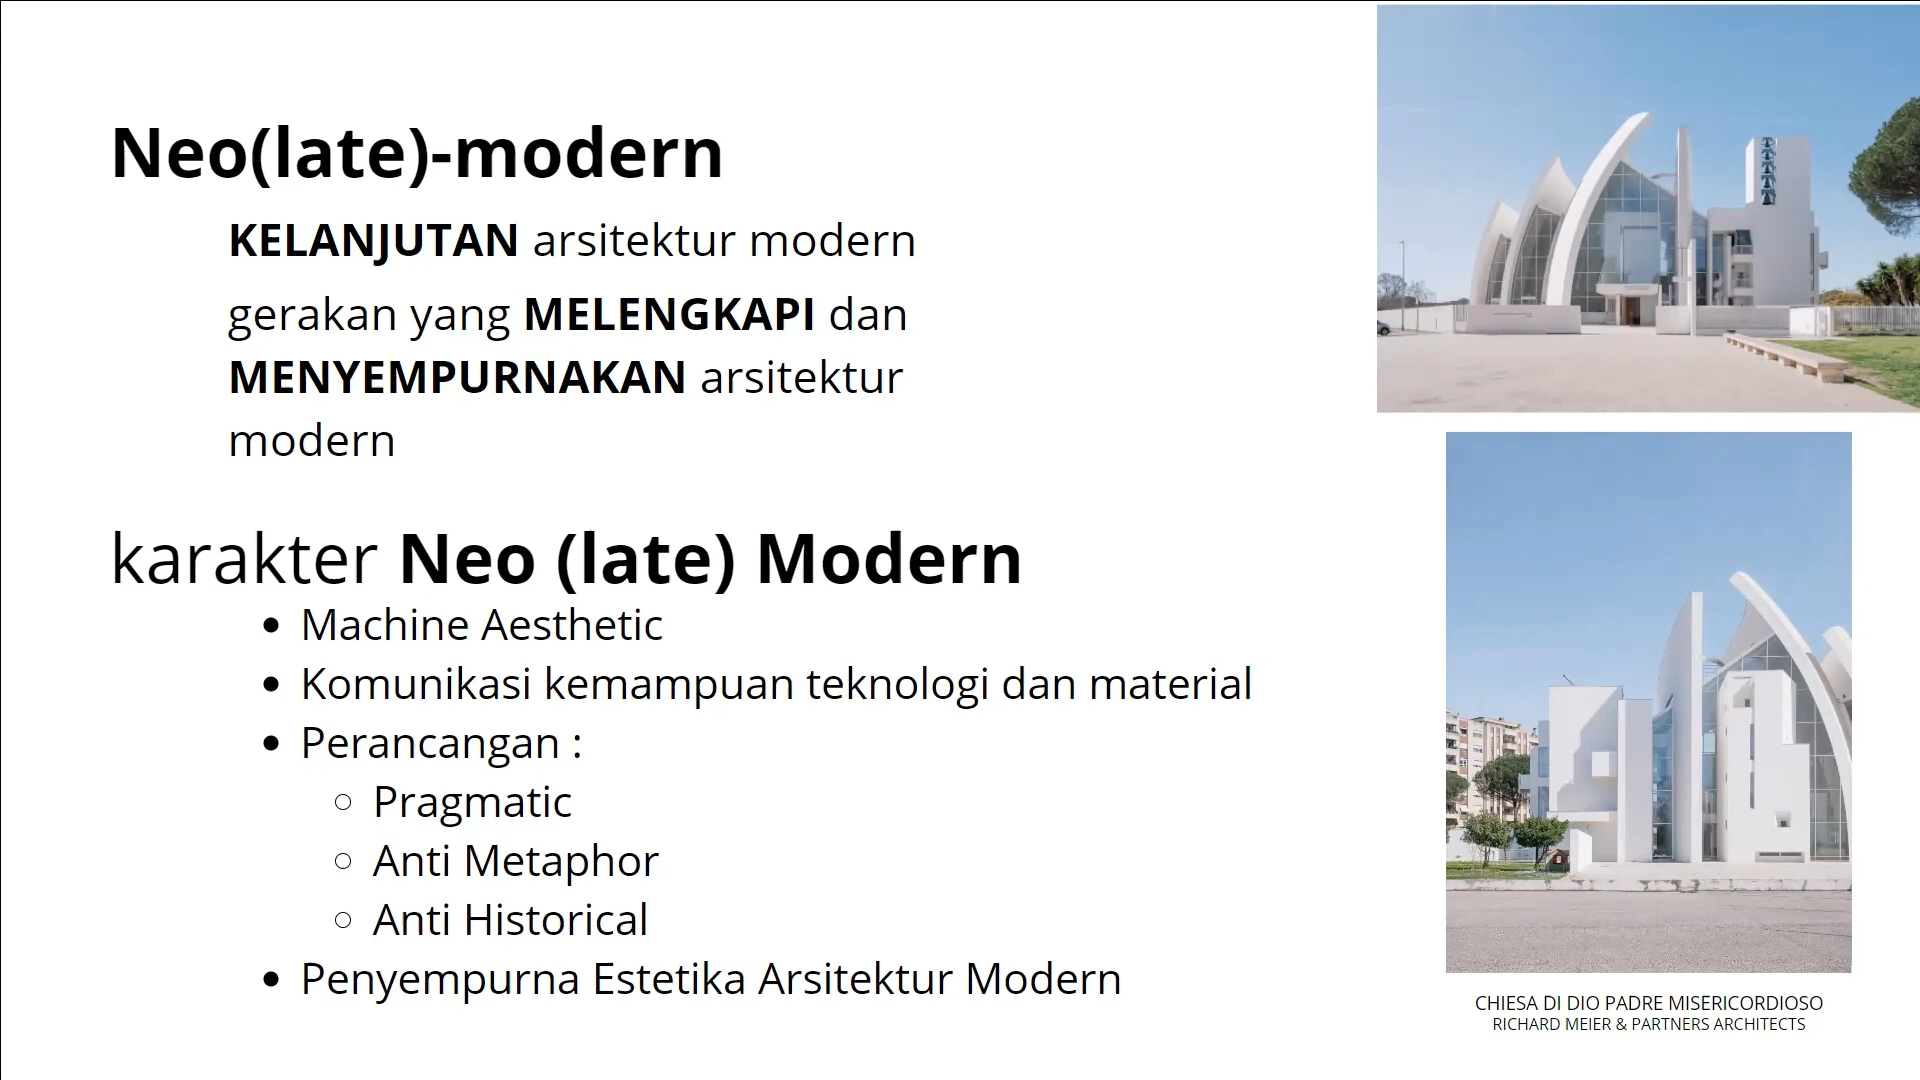 Neo(late)-modern
KELANJUTAN arsitektur modern
gerakan yang MELENGKAPI dan
MENYEMPURNAKAN arsitektur
modern
karakter Neo (late) Modern
• Machine Aesthetic
• Komunikasi kemampuan teknologi dan material
• Perancangan :
○ Pragmatic
○ Anti Metaphor
○ Anti Historical
• Penyempurna Estetika Arsitektur Modern
CHIESA DI DIO PADRE MISERICORDIOSO
RICHARD MEIER & PARTNERS ARCHITECTS